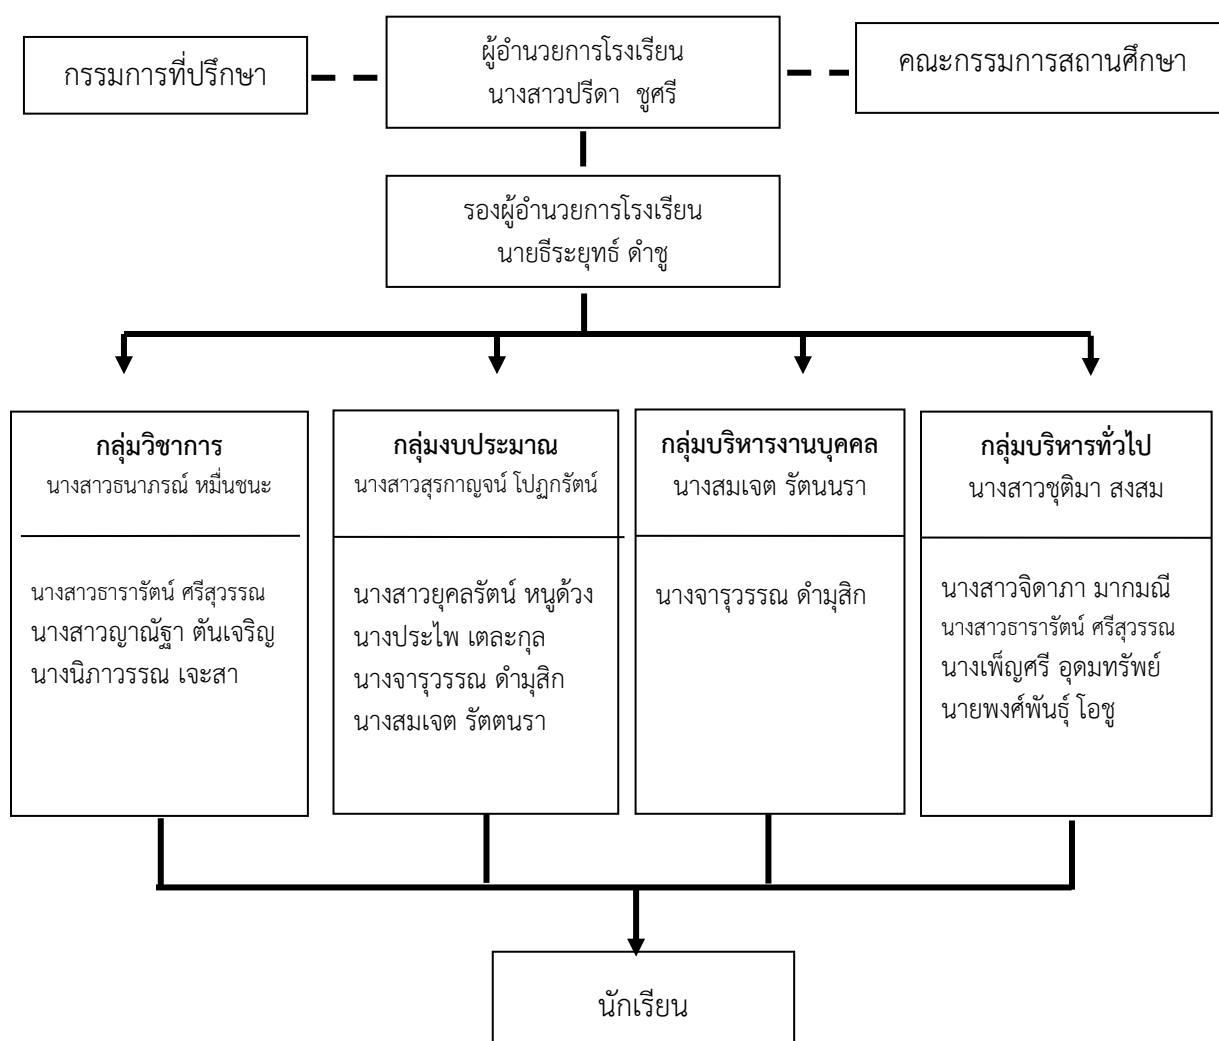 กรรมการที่ปรึกษา
ผู้อำนวยการโรงเรียน
นางสาวปรีดา ชูศรี
คณะกรรมการสถานศึกษา
รองผู้อำนวยการโรงเรียน
นายธีระยุทธ์ ดำชู
กลุ่มวิชาการ
นางสาวธนาภรณ์ หมื่นชนะ
นางสาวธารารัตน์ ศรีสุวรรณ
นางสาวญาณัฐา ตันเจริญ
นางนิภาวรรณ เจะสา
กลุ่มงบประมาณ
นางสาวสุรกาญจน์ โปฏกรัตน์
นางสาวยุคลรัตน์ หนูด้วง
นางประไพ เตละกุล
นางจารุวรรณ ดำมุสิก
นางสมเจต รัตตนรา
กลุ่มบริหารงานบุคคล
นางสมเจต รัตนนรา
นางจารุวรรณ ดำมุสิก
กลุ่มบริหารทั่วไป
นางสาวชุติมา สงสม
นางสาวจิดาภา มากมณี
นางสาวธารารัตน์ ศรีสุวรรณ
นางเพ็ญศรี อุดมทรัพย์
นายพงศ์พันธุ์ โอชู
นักเรียน